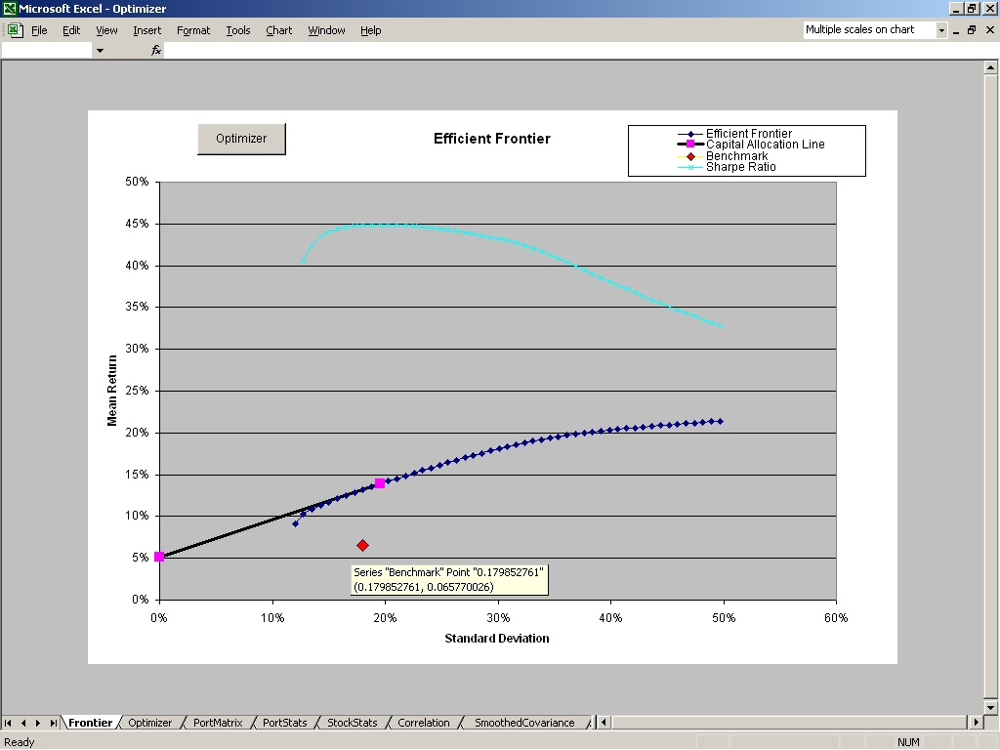 Microsoft Excel - Optimizer
File Edit View Insert Format Tools Chart Window Help
Multiple scales on chart
fx
Optimizer
Efficient Frontier
Efficient Frontier
Capital Allocation Line
Benchmark
Sharpe Ratio
50%
45%
40%
35%
30%
25%
20%
15%
10%
5%
0%
Mean Return
Series "Benchmark" Point "0.179852761"
(0.179852761, 0.065770026)
0% 10% 20% 30% 40% 50% 60%
Standard Deviation
Frontier Optimizer PortMatrix PortStats StockStats Correlation SmoothedCovariance
Ready NUM